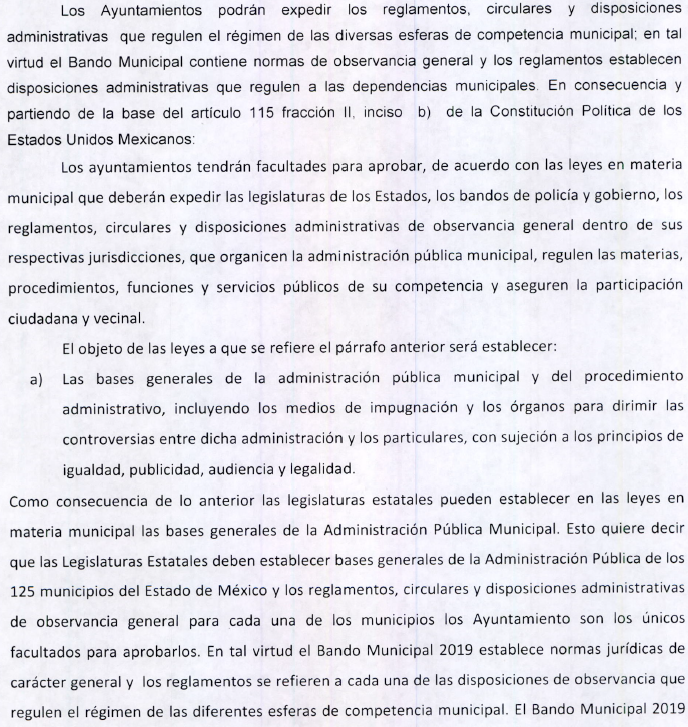 Los Ayuntamientos podrán expedir los reglamentos, circulares y disposiciones
administrativas que regulen el régimen de las diversas esferas de competencia municipal; en tal
virtud el Bando Municipal contiene normas de observancia general y los reglamentos establecen
disposiciones administrativas que regulen a las dependencias municipales. En consecuencia y
partiendo de la base del artículo 115 fracción II, inciso b) de la Constitución Política de los
Estados Unidos Mexicanos:
Los ayuntamientos tendrán facultades para aprobar, de acuerdo con las leyes en materia
municipal que deberán expedir las legislaturas de los Estados, los bandos de policía y gobierno, los
reglamentos, circulares y disposiciones administrativas de observancia general dentro de sus
respectivas jurisdicciones, que organicen la administración pública municipal, regulen las materias,
procedimientos, funciones y servicios públicos de su competencia y aseguren la participación
ciudadana y vecinal.
El objeto de las leyes a que se refiere el párrafo anterior será establecer:
a) Las bases generales de la administración pública municipal y del procedimiento
administrativo, incluyendo los medios de impugnación y los órganos para dirimir las
controversias entre dicha administración y los particulares, con sujeción a los principios de
igualdad, publicidad, audiencia y legalidad.
Como consecuencia de lo anterior las legislaturas estatales pueden establecer en las leyes en
materia municipal las bases generales de la Administración Pública Municipal. Esto quiere decir
que las Legislaturas Estatales deben establecer bases generales de la Administración Pública de los
125 municipios del Estado de México y los reglamentos, circulares y disposiciones administrativas
de observancia general para cada una de los municipios los Ayuntamiento son los únicos
facultados para aprobarlos. En tal virtud el Bando Municipal 2019 establece normas jurídicas de
carácter general y los reglamentos se refieren a cada una de las disposiciones de observancia que
regulen el régimen de las diferentes esferas de competencia municipal. El Bando Municipal 2019